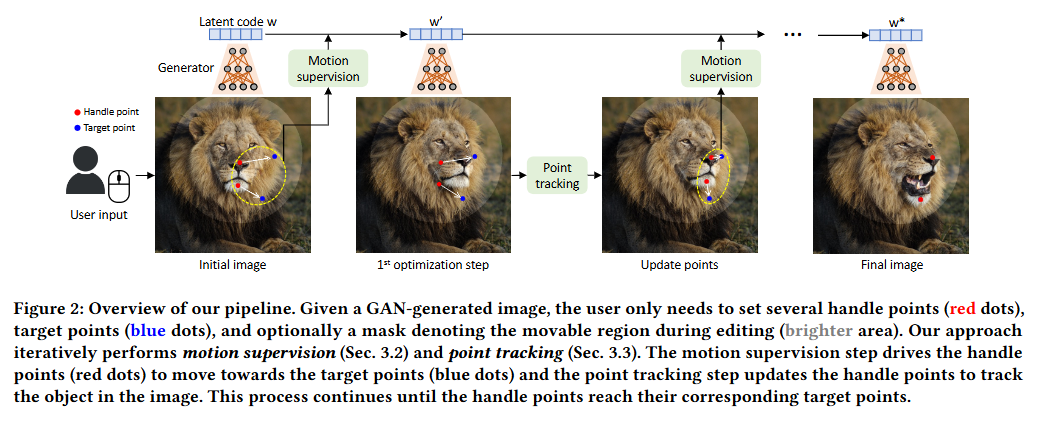 Latent code w
w′
w*
...
Generator
Motion
supervision
Motion
supervision
Handle point
Target point
User input
Point
tracking
Initial image
1st optimization step
Update points
Final image
Figure 2: Overview of our pipeline. Given a GAN-generated image, the user only needs to set several handle points (red dots),
target points (blue dots), and optionally a mask denoting the movable region during editing (brighter area). Our approach
iteratively performs motion supervision (Sec. 3.2) and point tracking (Sec. 3.3). The motion supervision step drives the handle
points (red dots) to move towards the target points (blue dots) and the point tracking step updates the handle points to track
the object in the image. This process continues until the handle points reach their corresponding target points.